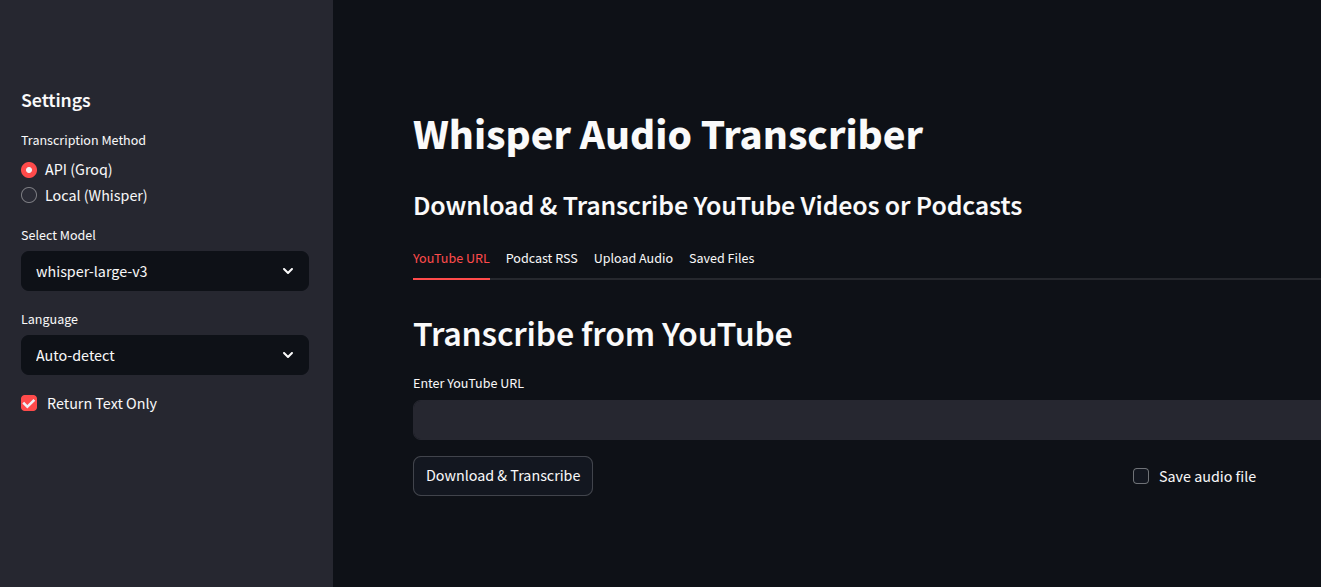 Settings
Transcription Method
API (Groq)
Local (Whisper)
Select Model
whisper-large-v3
Language
Auto-detect
Return Text Only
Whisper Audio Transcriber
Download & Transcribe YouTube Videos or Podcasts
YouTube URL Podcast RSS Upload Audio Saved Files
Transcribe from YouTube
Enter YouTube URL
Download & Transcribe Save audio file